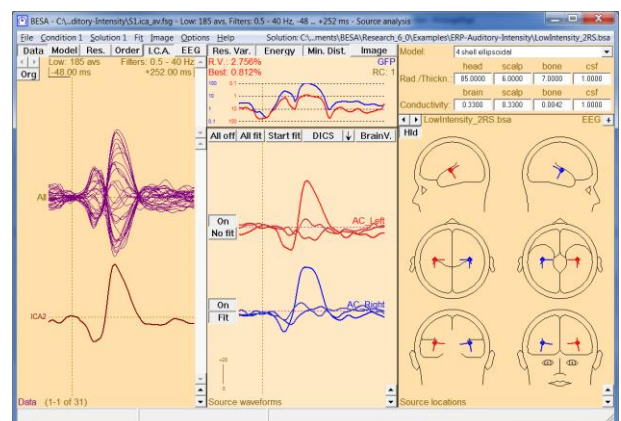 BESA - C:\...ditory-Intensity\S1.ica_av.fsg - Low: 185 avs, Filters: 0.5 - 40 Hz, -48 ... +252 ms - Source analysis
File Condition 1 Solution 1 Fit Image Options Help Solution: C:\...ments\BESA\Research_6_0\Examples\ERP-Auditory-Intensity\LowIntensity_2RS.bsa
Data Model Res. Order I.C.A. EEG
Org
Low: 185 avs Filters: 0.5 - 40 Hz
-48.00 ms +252.00 ms
All
ICA2
Data (1-1 of 31)
Res. Var. Energy Min. Dist. Image
R.V.: 2.756% GFP
Best: 0.812% RC: 1
All off All fit Start fit DICS ↓ BrainV.
On
No fit
AC_Left
On
Fit
AC_Right
+20
0
Source waveforms
Model: 4 shell ellipsoidal
head scalp bone csf
Rad./Thickn.: 85.0000 6.0000 7.0000 1.0000
brain scalp bone csf
Conductivity: 0.3300 0.3300 0.0042 1.0000
LowIntensity_2RS.bsa EEG +
Hld
Source locations